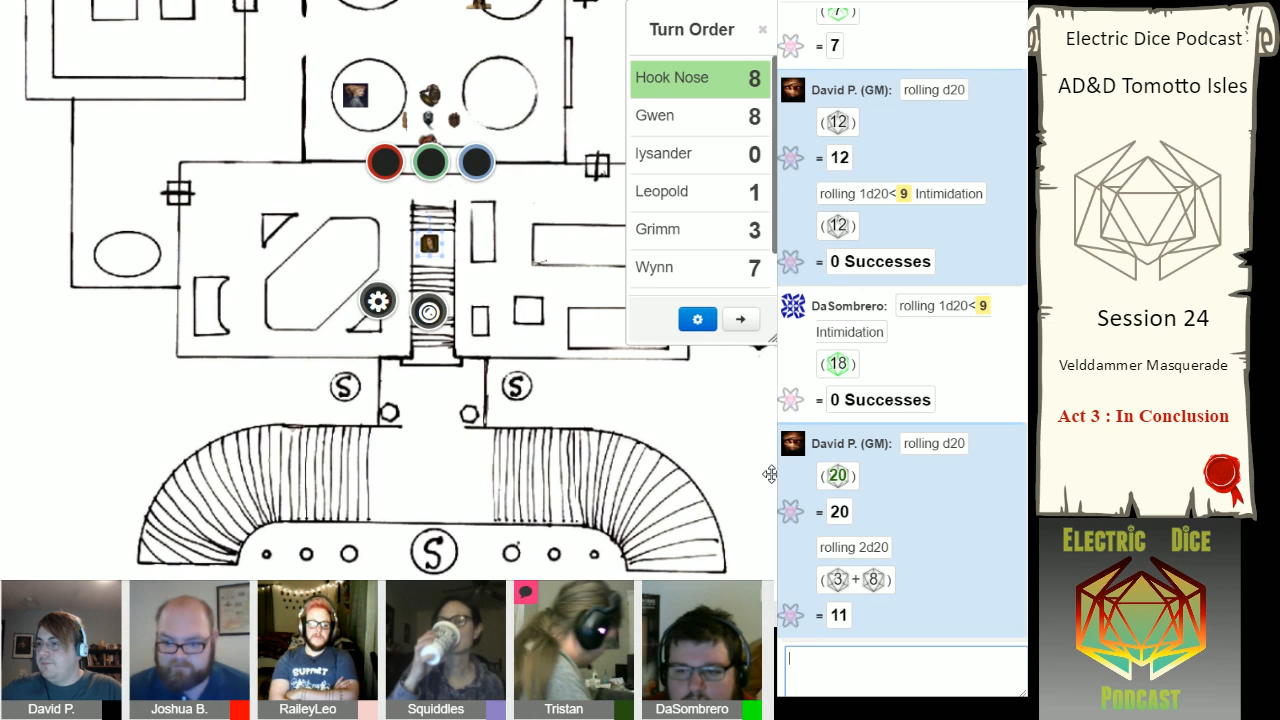 Turn Order
×
Hook Nose 8
Gwen 8
lysander 0
Leopold 1
Grimm 3
Wynn 7
S
S
S
(7)
= 7
David P. (GM): rolling d20
(12)
= 12
rolling 1d20<9 Intimidation
(12)
= 0 Successes
DaSombrero: rolling 1d20<9
Intimidation
(18)
= 0 Successes
David P. (GM): rolling d20
(20)
= 20
rolling 2d20
(3+8)
= 11
Electric Dice Podcast
AD&D Tomotto Isles
Session 24
Velddammer Masquerade
Act 3 : In Conclusion
Electric Dice
Podcast
SUPPORT
David P.
Joshua B.
RaileyLeo
Squiddles
Tristan
DaSombrero